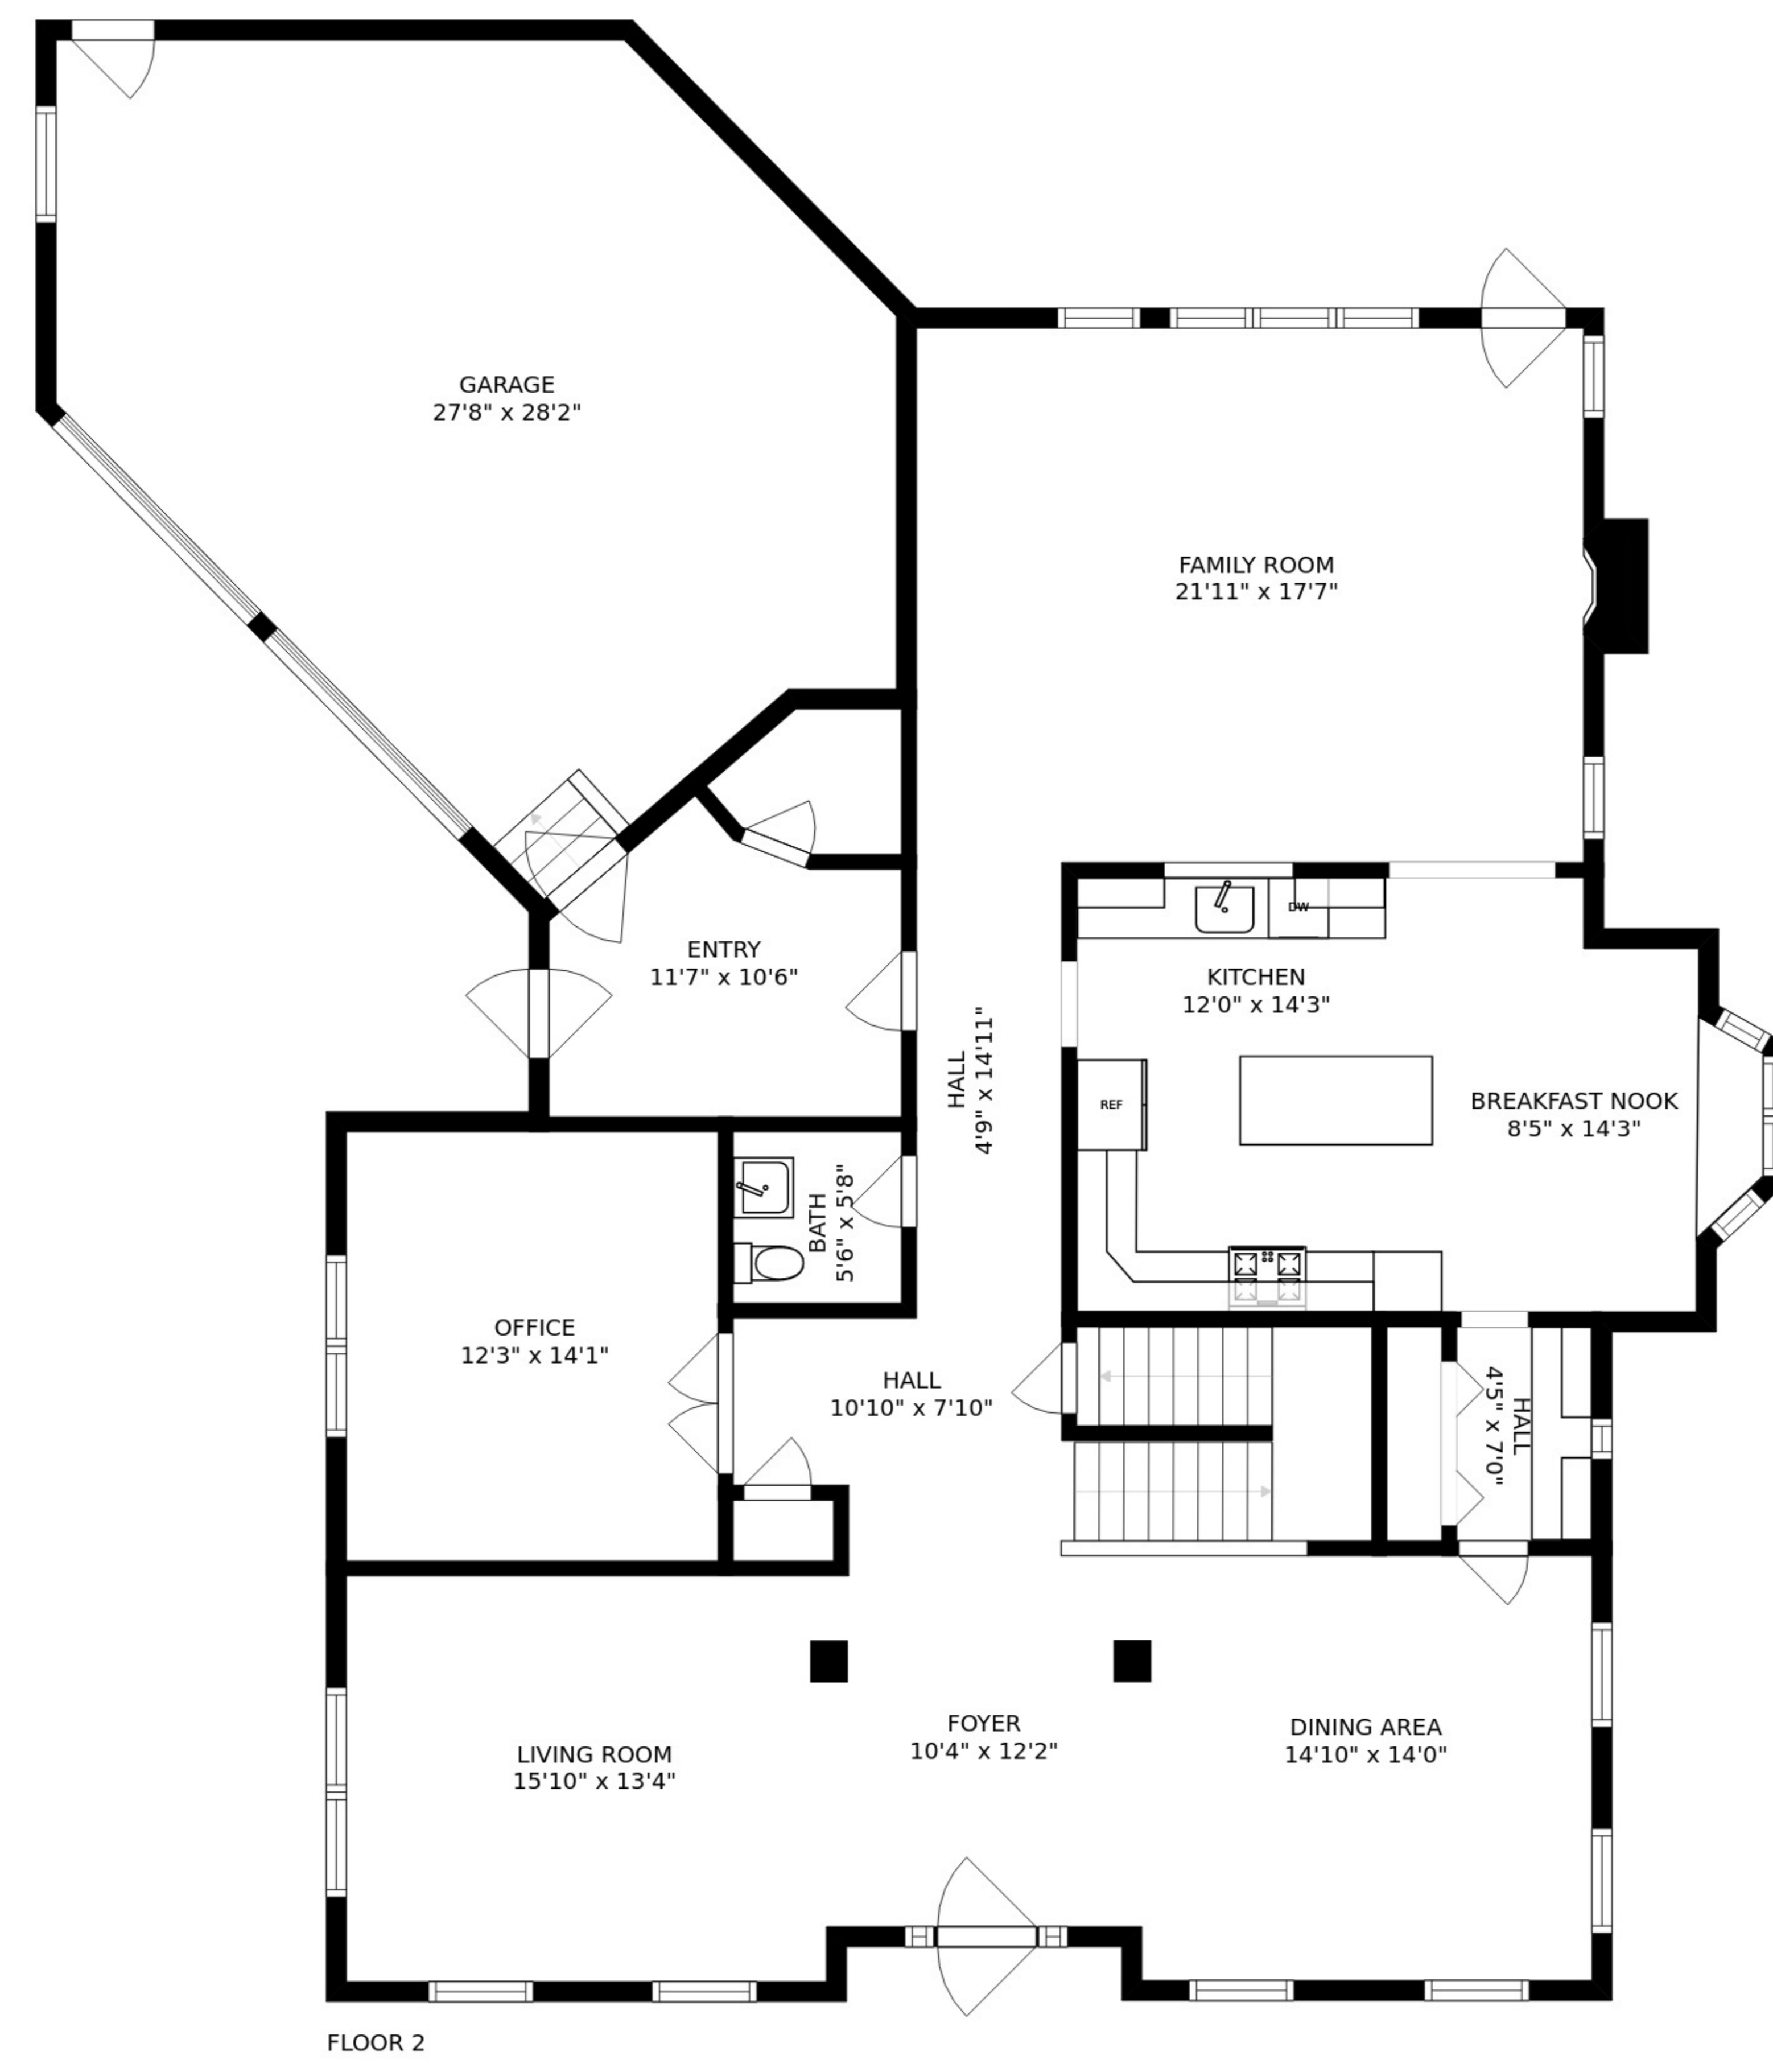 GARAGE
27'8" x 28'2"
FAMILY ROOM
21'11" x 17'7"
DW
ENTRY
11'7" x 10'6"
KITCHEN
12'0" x 14'3"
HALL
4'9" x 14'11"
REF
BREAKFAST NOOK
8'5" x 14'3"
BATH
5'6" x 5'8"
OFFICE
12'3" x 14'1"
HALL
10'10" x 7'10"
HALL
4'5" x 7'0"
FOYER
10'4" x 12'2"
DINING AREA
14'10" x 14'0"
LIVING ROOM
15'10" x 13'4"
FLOOR 2